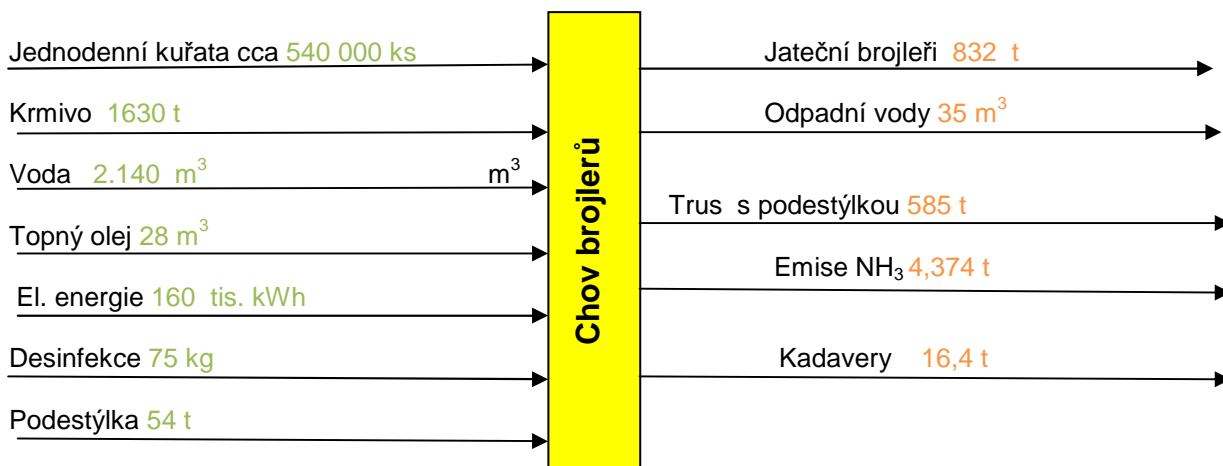 Jednodenní kuřata cca 540 000 ks
Krmivo 1630 t
Voda 2.140 m³ m³
Topný olej 28 m³
El. energie 160 tis. kWh
Desinfekce 75 kg
Podestýlka 54 t
Chov brojlerů
Jateční brojleři 832 t
Odpadní vody 35 m³
Trus s podestýlkou 585 t
Emise NH₃ 4,374 t
Kadavery 16,4 t